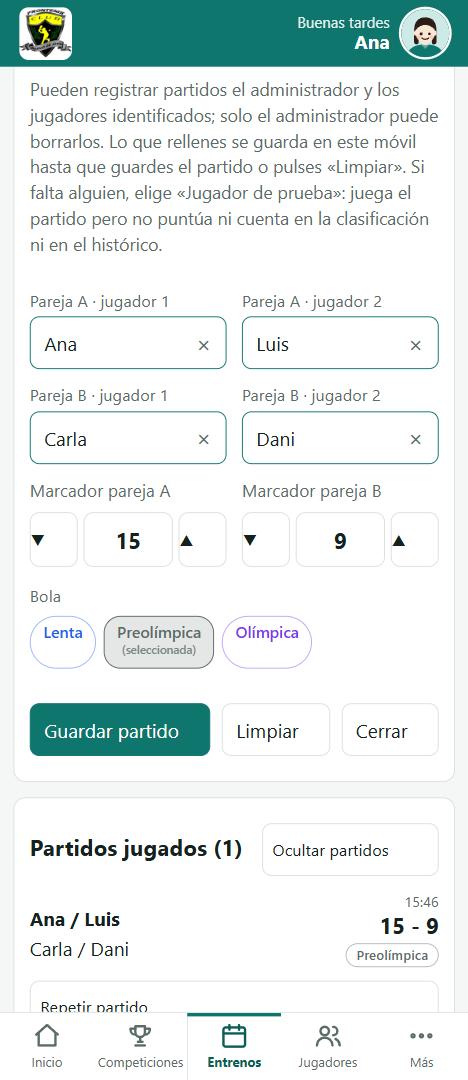 FRONTENIS
CLUB
Buenas tardes
Ana
Pueden registrar partidos el administrador y los
jugadores identificados; solo el administrador puede
borrarlos. Lo que rellenes se guarda en este móvil
hasta que guardes el partido o pulses «Limpiar». Si
falta alguien, elige «Jugador de prueba»: juega el
partido pero no puntúa ni cuenta en la clasificación
ni en el histórico.
Pareja A · jugador 1
Pareja A · jugador 2
Ana ×
Luis ×
Pareja B · jugador 1
Pareja B · jugador 2
Carla ×
Dani ×
Marcador pareja A
Marcador pareja B
▼ 15 ▲
▼ 9 ▲
Bola
Lenta
Preolímpica
(seleccionada)
Olímpica
Guardar partido
Limpiar
Cerrar
Partidos jugados (1)
Ocultar partidos
15:46
Ana / Luis
15 - 9
Carla / Dani
Preolímpica
Repetir partido
Inicio
Competiciones
Entrenos
Jugadores
Más